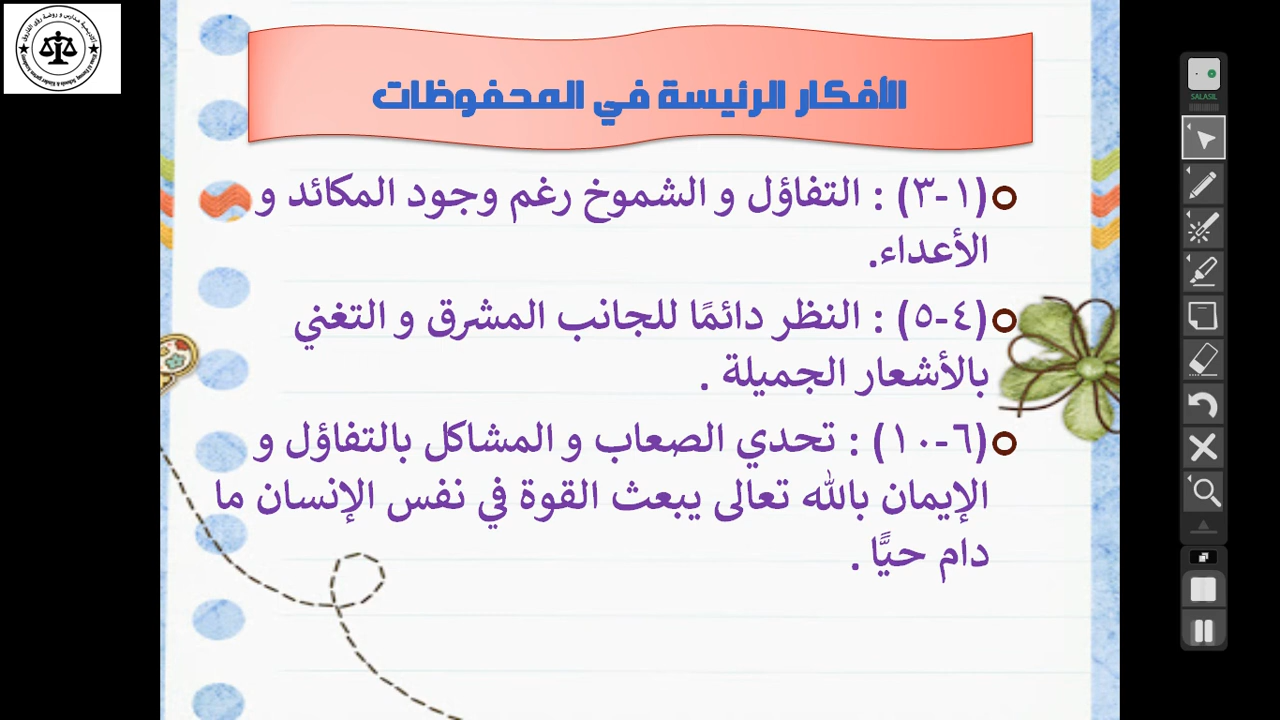 الأفكار الرئيسة في المحفوظات
(١-٣) : التفاؤل و الشموخ رغم وجود المكائد و
الأعداء.
(٤-٥) : النظر دائمًا للجانب المشرق و التغني
بالأشعار الجميلة .
(٦-١٠) : تحدي الصعاب و المشاكل بالتفاؤل و
الإيمان بالله تعالى يبعث القوة في نفس الإنسان ما
دام حيًّا .
SALASIL